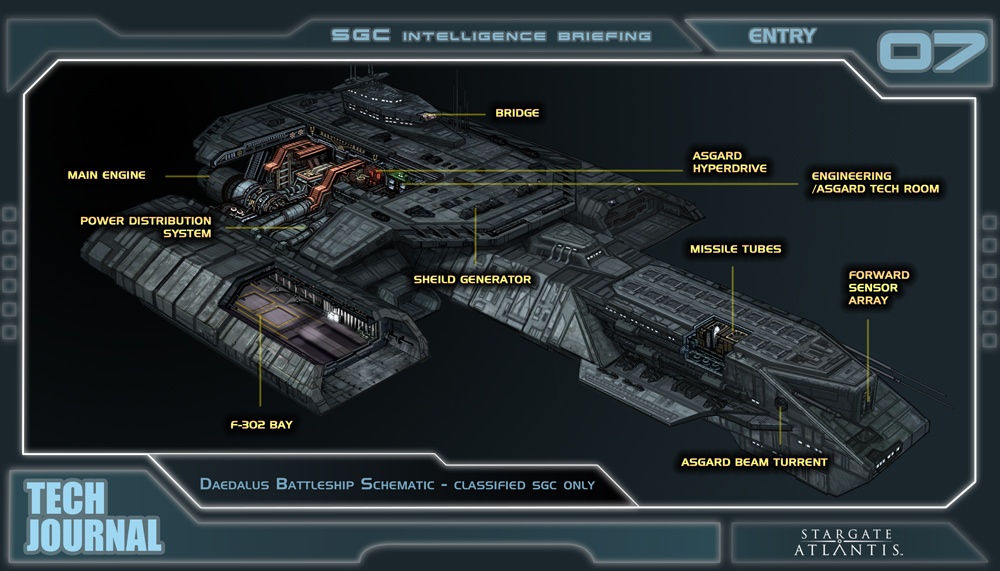 SGC INTELLIGENCE BRIEFING
ENTRY
07
BRIDGE
MAIN ENGINE
ASGARD
HYPERDRIVE
ENGINEERING
/ASGARD TECH ROOM
POWER DISTRIBUTION
SYSTEM
SHEILD GENERATOR
MISSILE TUBES
FORWARD
SENSOR
ARRAY
F-302 BAY
ASGARD BEAM TURRENT
DAEDALUS BATTLESHIP SCHEMATIC - CLASSIFIED SGC ONLY
TECH
JOURNAL
STARGATE
ATLANTIS.